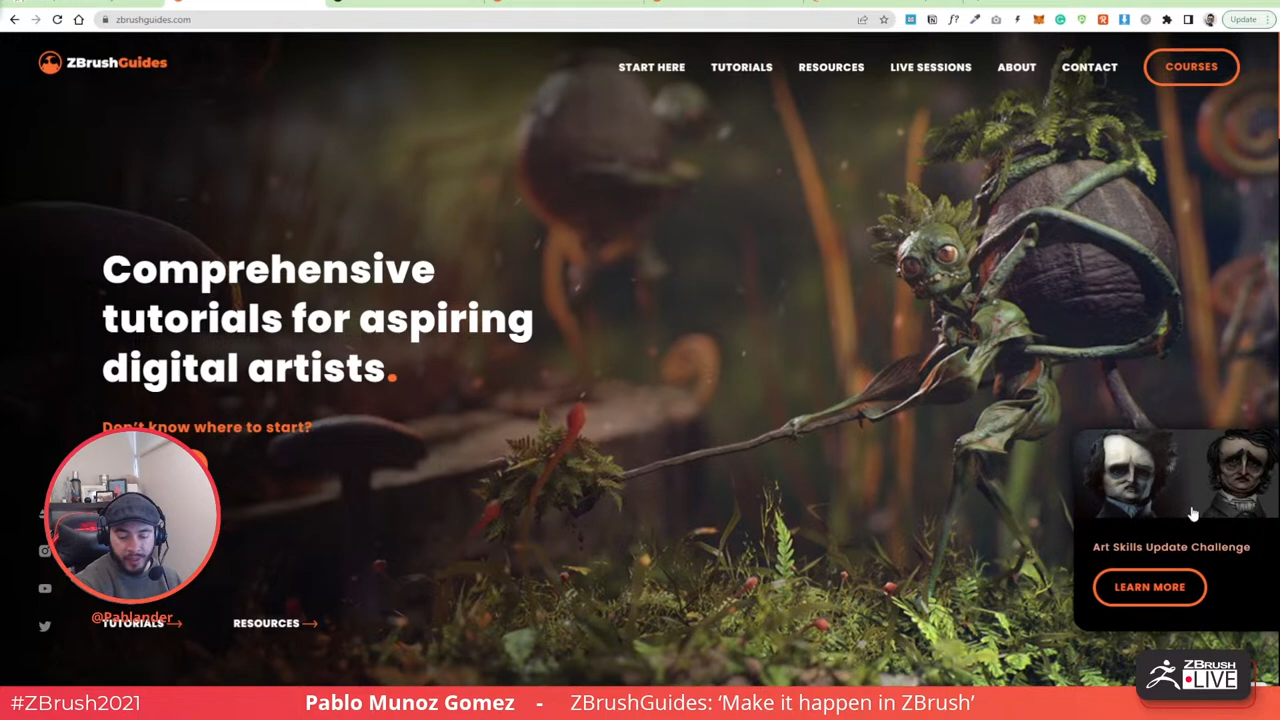 zbrushguides.com
Update
ZBrushGuides
START HERE
TUTORIALS
RESOURCES
LIVE SESSIONS
ABOUT
CONTACT
COURSES
Comprehensive
tutorials for aspiring
digital artists.
Don't know where to start?
Art Skills Update Challenge
LEARN MORE
@Pablander
TUTORIALS
RESOURCES
ZBRUSH
LIVE
#ZBrush2021
Pablo Munoz Gomez - ZBrushGuides: ‘Make it happen in ZBrush’